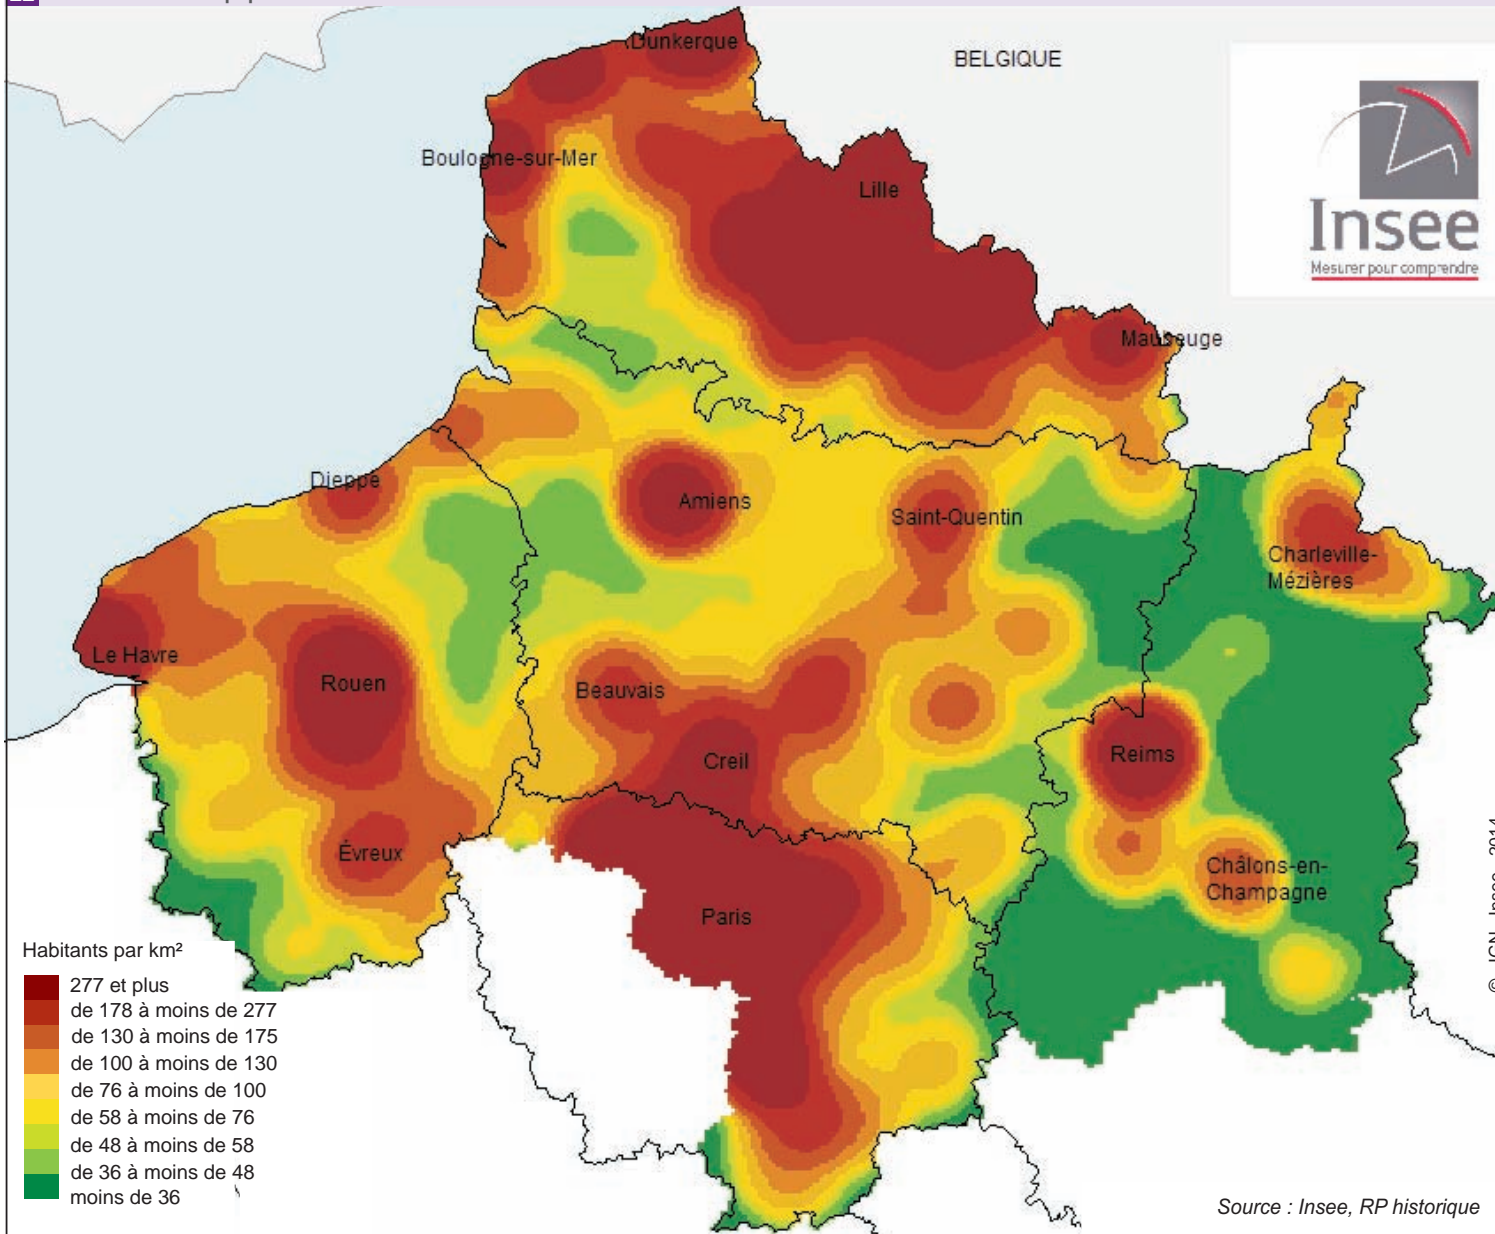 BELGIQUE
Dunkerque
Boulogne-sur-Mer
Lille
Insee
Mesurer pour comprendre
Maubeuge
Dieppe
Amiens
Saint-Quentin
Charleville-
Mézières
Le Havre
Rouen
Beauvais
Creil
Reims
Évreux
Châlons-en-
Champagne
Paris
Habitants par km²
277 et plus
de 178 à moins de 277
de 130 à moins de 175
de 100 à moins de 130
de 76 à moins de 100
de 58 à moins de 76
de 48 à moins de 58
de 36 à moins de 48
moins de 36
© IGN - Insee 2014
Source : Insee, RP historique